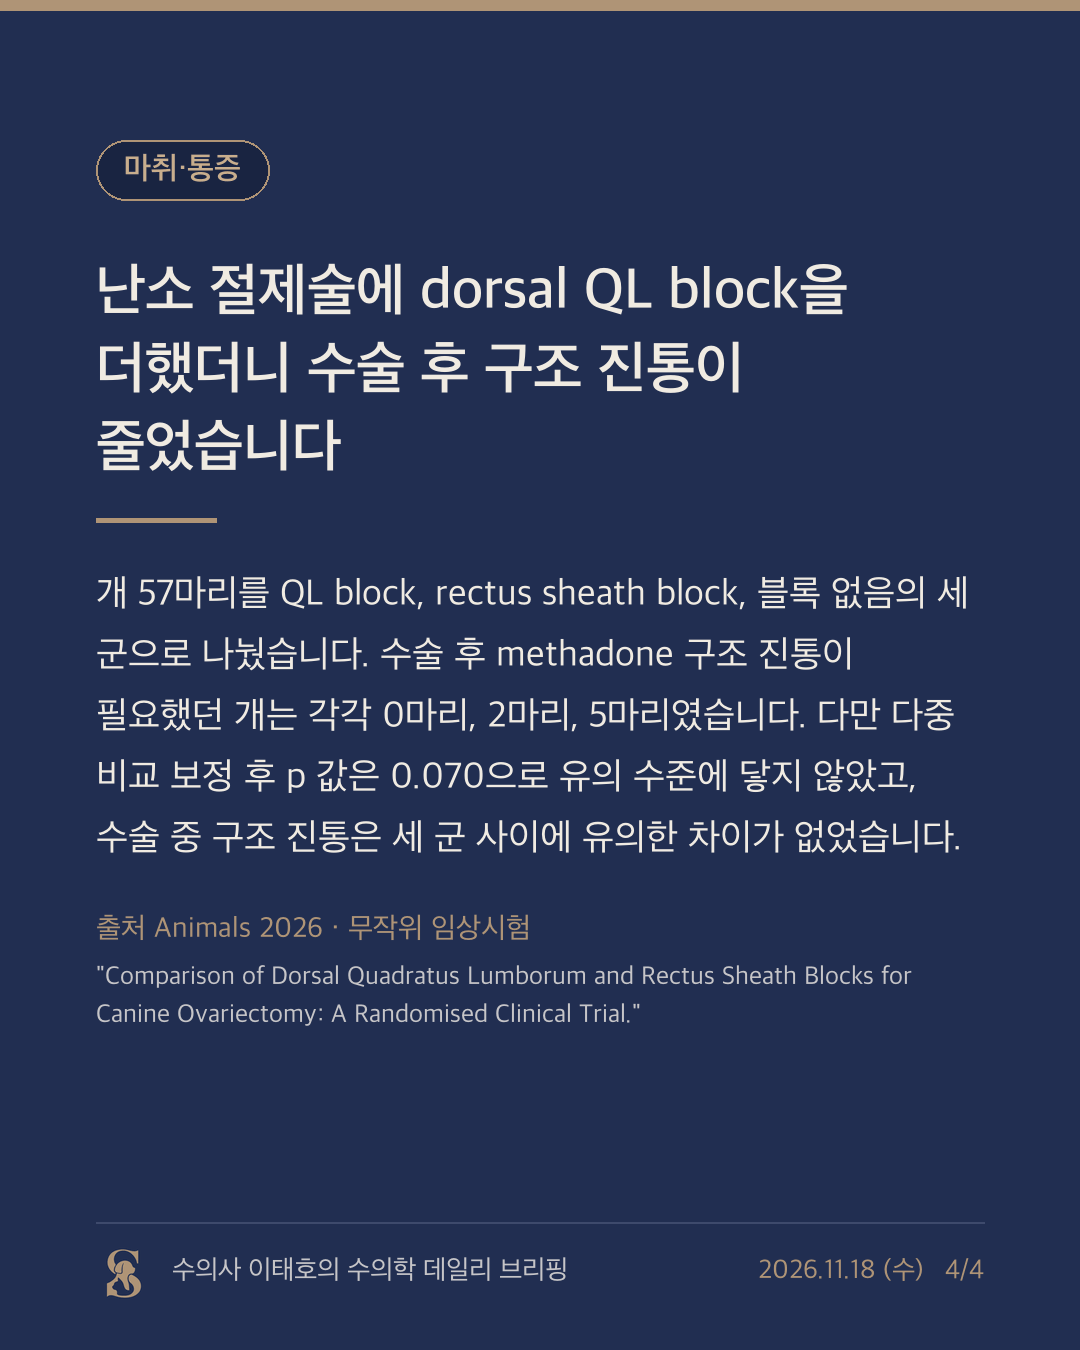 마취·통증
난소 절제술에 dorsal QL block을
더했더니 수술 후 구조 진통이
줄었습니다
개 57마리를 QL block, rectus sheath block, 블록 없음의 세
군으로 나눴습니다. 수술 후 methadone 구조 진통이
필요했던 개는 각각 0마리, 2마리, 5마리였습니다. 다만 다중
비교 보정 후 p 값은 0.070으로 유의 수준에 닿지 않았고,
수술 중 구조 진통은 세 군 사이에 유의한 차이가 없었습니다.
출처 Animals 2026 · 무작위 임상시험
"Comparison of Dorsal Quadratus Lumborum and Rectus Sheath Blocks for
Canine Ovariectomy: A Randomised Clinical Trial."
S 수의사 이태호의 수의학 데일리 브리핑 2026.11.18 (수) 4/4